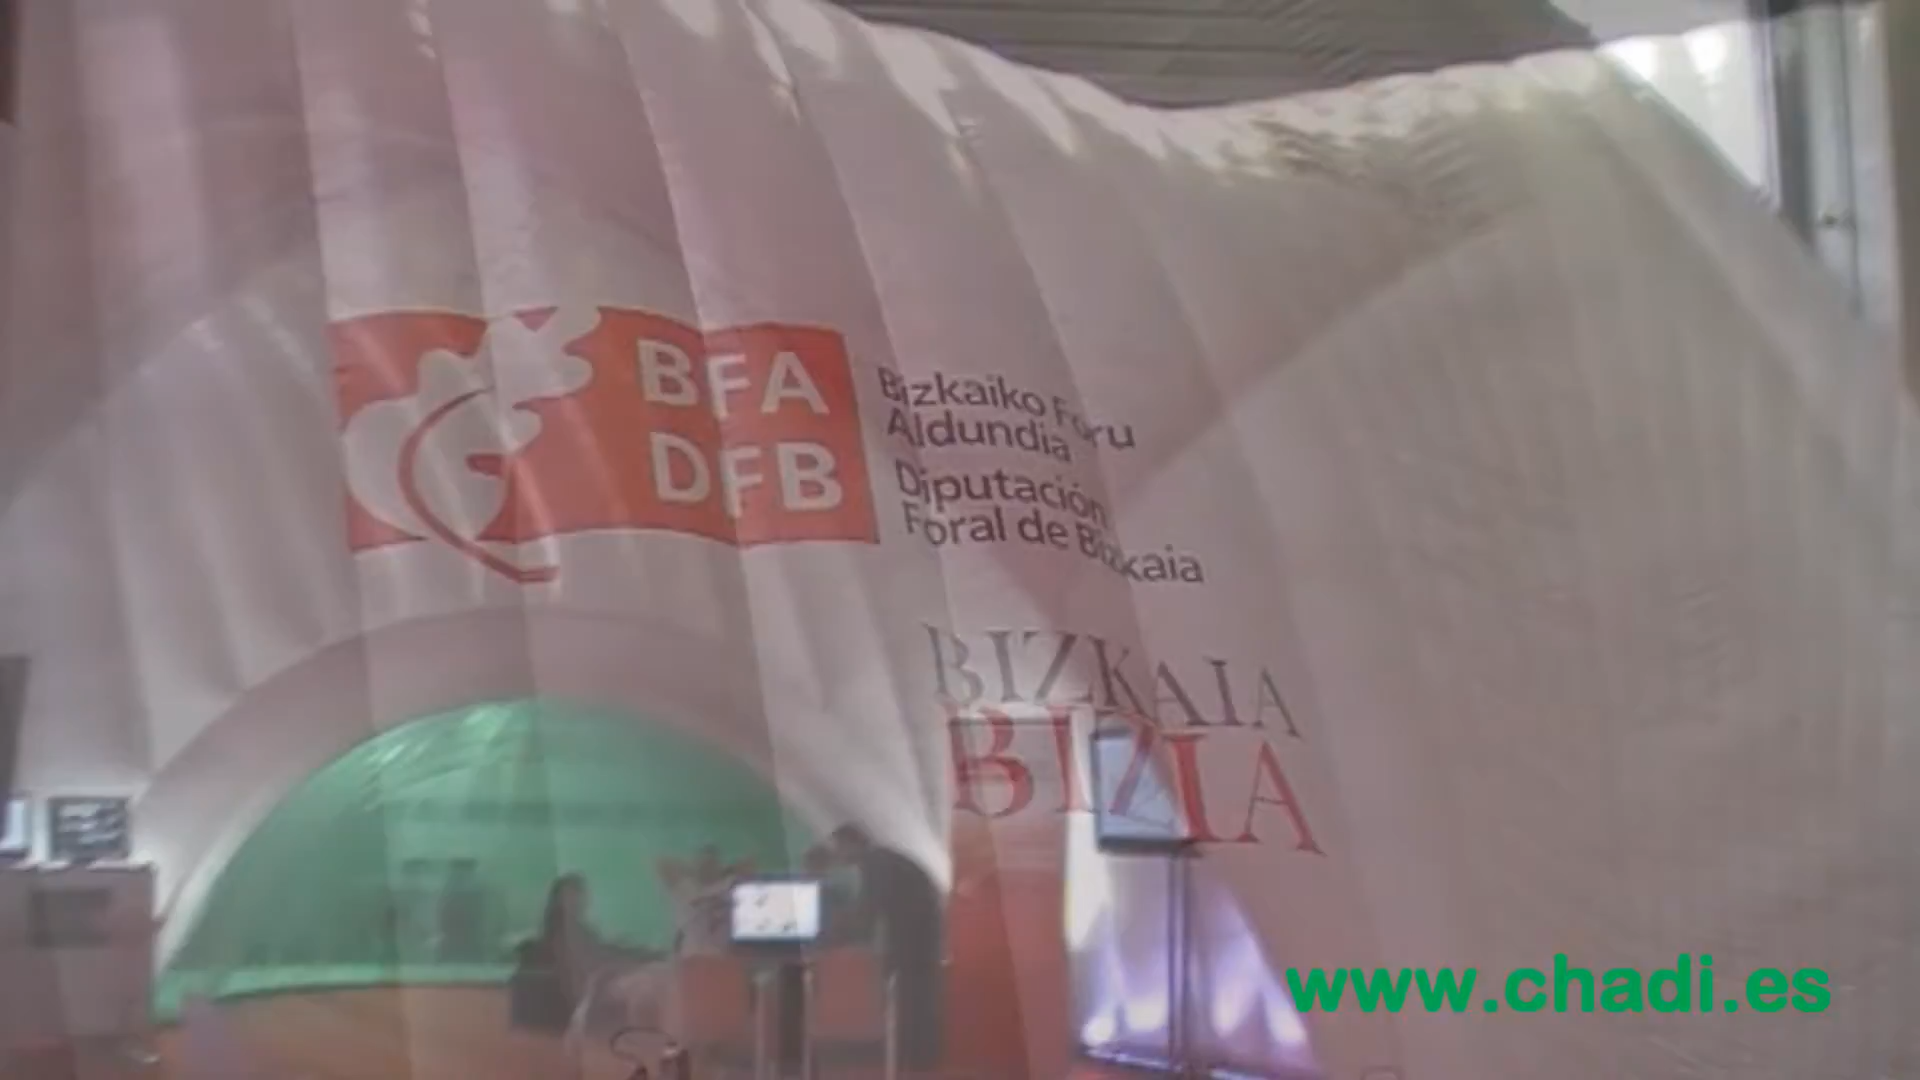 BFA
DFB
Bizkaiko Foru
Aldundia
Diputación
Foral de Bizkaia
BIZKAIA
BIZIA
www.chadi.es